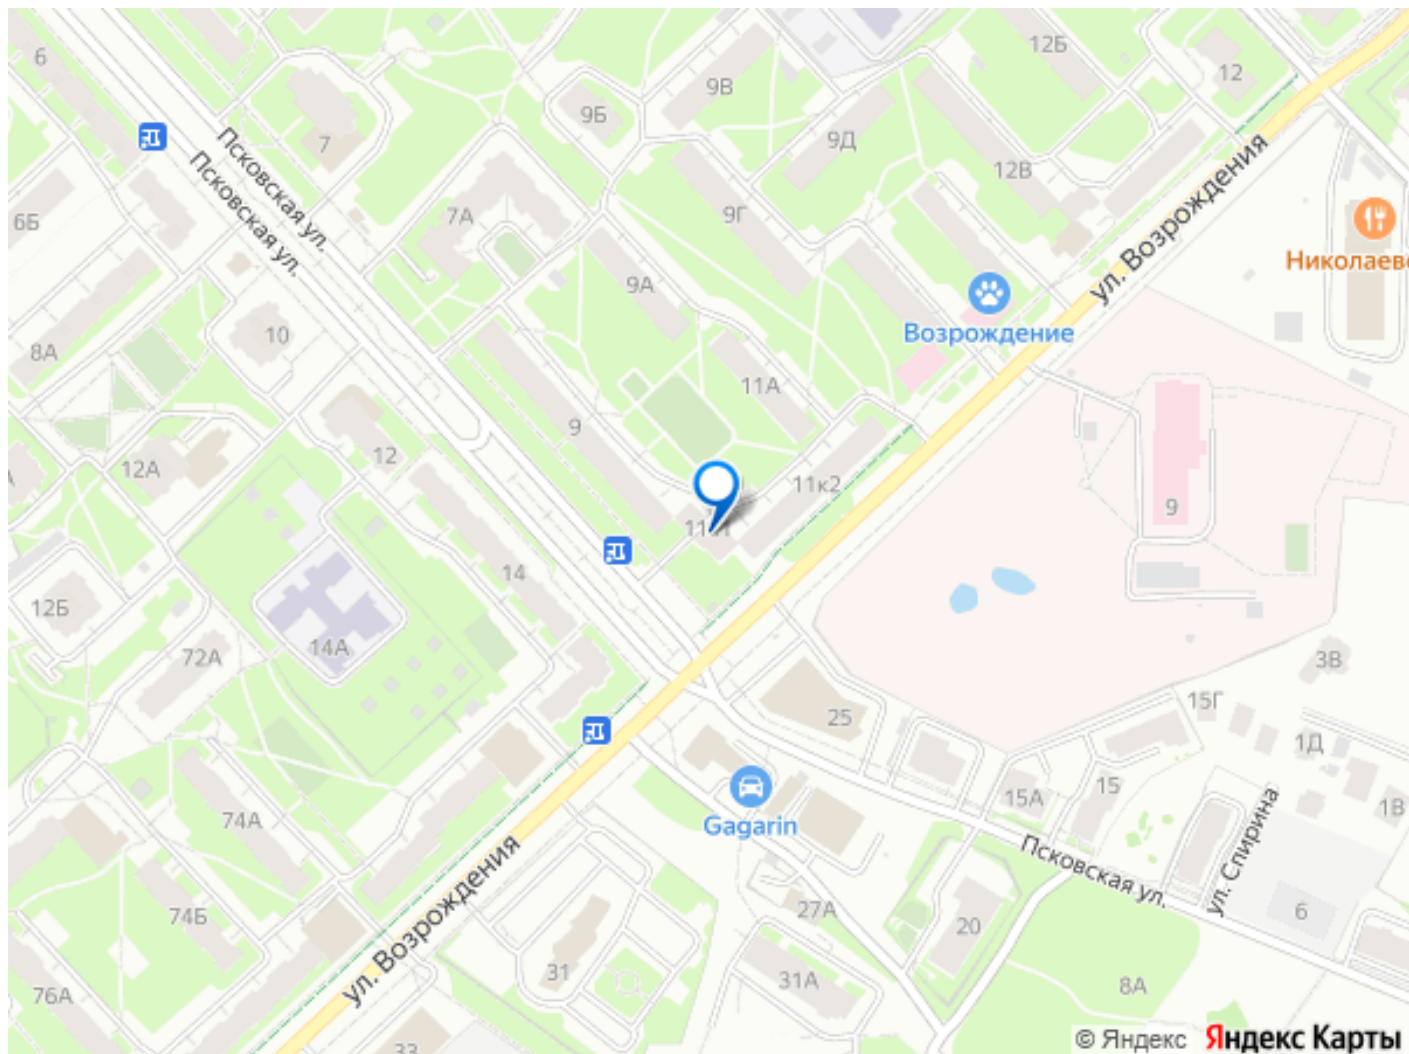 12Б
6
12
9В
9Б
Псковская ул.
Псковская ул.
7
9Д
12В
ул. Возрождения
6Б
7А
9Г
Николаев
9А
10
Возрождение
8А
11А
9
12А
12
11к2
9
14
12Б
14А
72А
3В
15Г
25
1Д
15А
15
1В
74А
Gagarin
Псковская ул.
ул. Спирина
74Б
27А
6
20
ул. Возрождения
31
31А
8А
76А
33
© Яндекс
Яндекс Карты